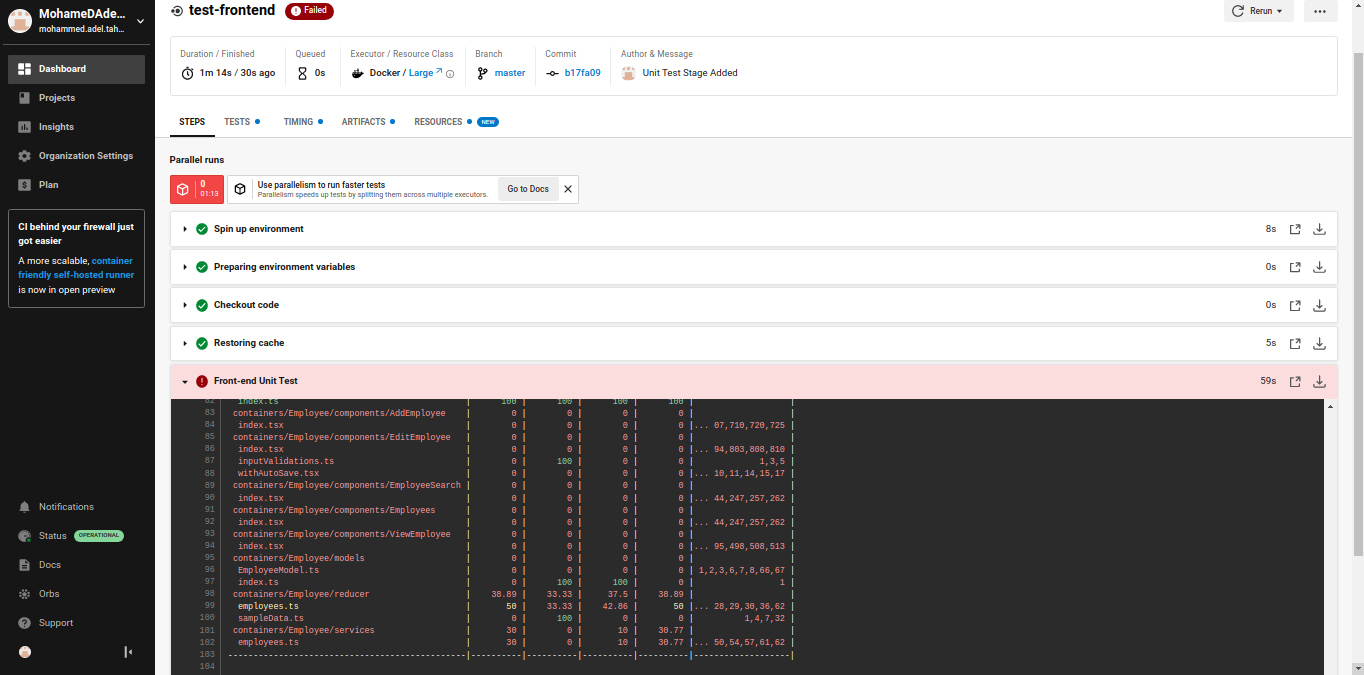 MohameDAde...
mohammed.adel.tah...
Dashboard
Projects
Insights
Organization Settings
Plan
CI behind your firewall just
got easier
A more scalable, container
friendly self-hosted runner
is now in open preview
Notifications
Status OPERATIONAL
Docs
Orbs
Support
test-frontend Failed
Rerun
Duration / Finished Queued Executor / Resource Class Branch Commit Author & Message
1m 14s / 30s ago 0s Docker / Large master b17fa09 Unit Test Stage Added
STEPS TESTS TIMING ARTIFACTS RESOURCES NEW
Parallel runs
0
01:13
Use parallelism to run faster tests
Parallelism speeds up tests by splitting them across multiple executors.
Go to Docs
Spin up environment 8s
Preparing environment variables 0s
Checkout code 0s
Restoring cache 5s
Front-end Unit Test 59s
82 index.ts | 100 | 100 | 100 | 100 | |
83 containers/Employee/components/AddEmployee | 0 | 0 | 0 | 0 | |
84 index.tsx | 0 | 0 | 0 | 0 |... 07,710,720,725 |
85 containers/Employee/components/EditEmployee | 0 | 0 | 0 | 0 | |
86 index.tsx | 0 | 0 | 0 | 0 |... 94,803,808,810 |
87 inputValidations.ts | 0 | 100 | 0 | 0 | 1,3,5 |
88 withAutoSave.tsx | 0 | 0 | 0 | 0 |... 10,11,14,15,17 |
89 containers/Employee/components/EmployeeSearch | 0 | 0 | 0 | 0 | |
90 index.tsx | 0 | 0 | 0 | 0 |... 44,247,257,262 |
91 containers/Employee/components/Employees | 0 | 0 | 0 | 0 | |
92 index.tsx | 0 | 0 | 0 | 0 |... 44,247,257,262 |
93 containers/Employee/components/ViewEmployee | 0 | 0 | 0 | 0 | |
94 index.tsx | 0 | 0 | 0 | 0 |... 95,498,508,513 |
95 containers/Employee/models | 0 | 0 | 0 | 0 | |
96 EmployeeModel.ts | 0 | 0 | 0 | 0 | 1,2,3,6,7,8,66,67 |
97 index.ts | 0 | 100 | 100 | 0 | 1 |
98 containers/Employee/reducer | 38.89 | 33.33 | 37.5 | 38.89 | |
99 employees.ts | 50 | 33.33 | 42.86 | 50 |... 28,29,30,36,62 |
100 sampleData.ts | 0 | 100 | 0 | 0 | 1,4,7,32 |
101 containers/Employee/services | 30 | 0 | 10 | 30.77 | |
102 employees.ts | 30 | 0 | 10 | 30.77 |... 50,54,57,61,62 |
103 -----------------------------------------------|----------|----------|----------|----------|-------------------|
104